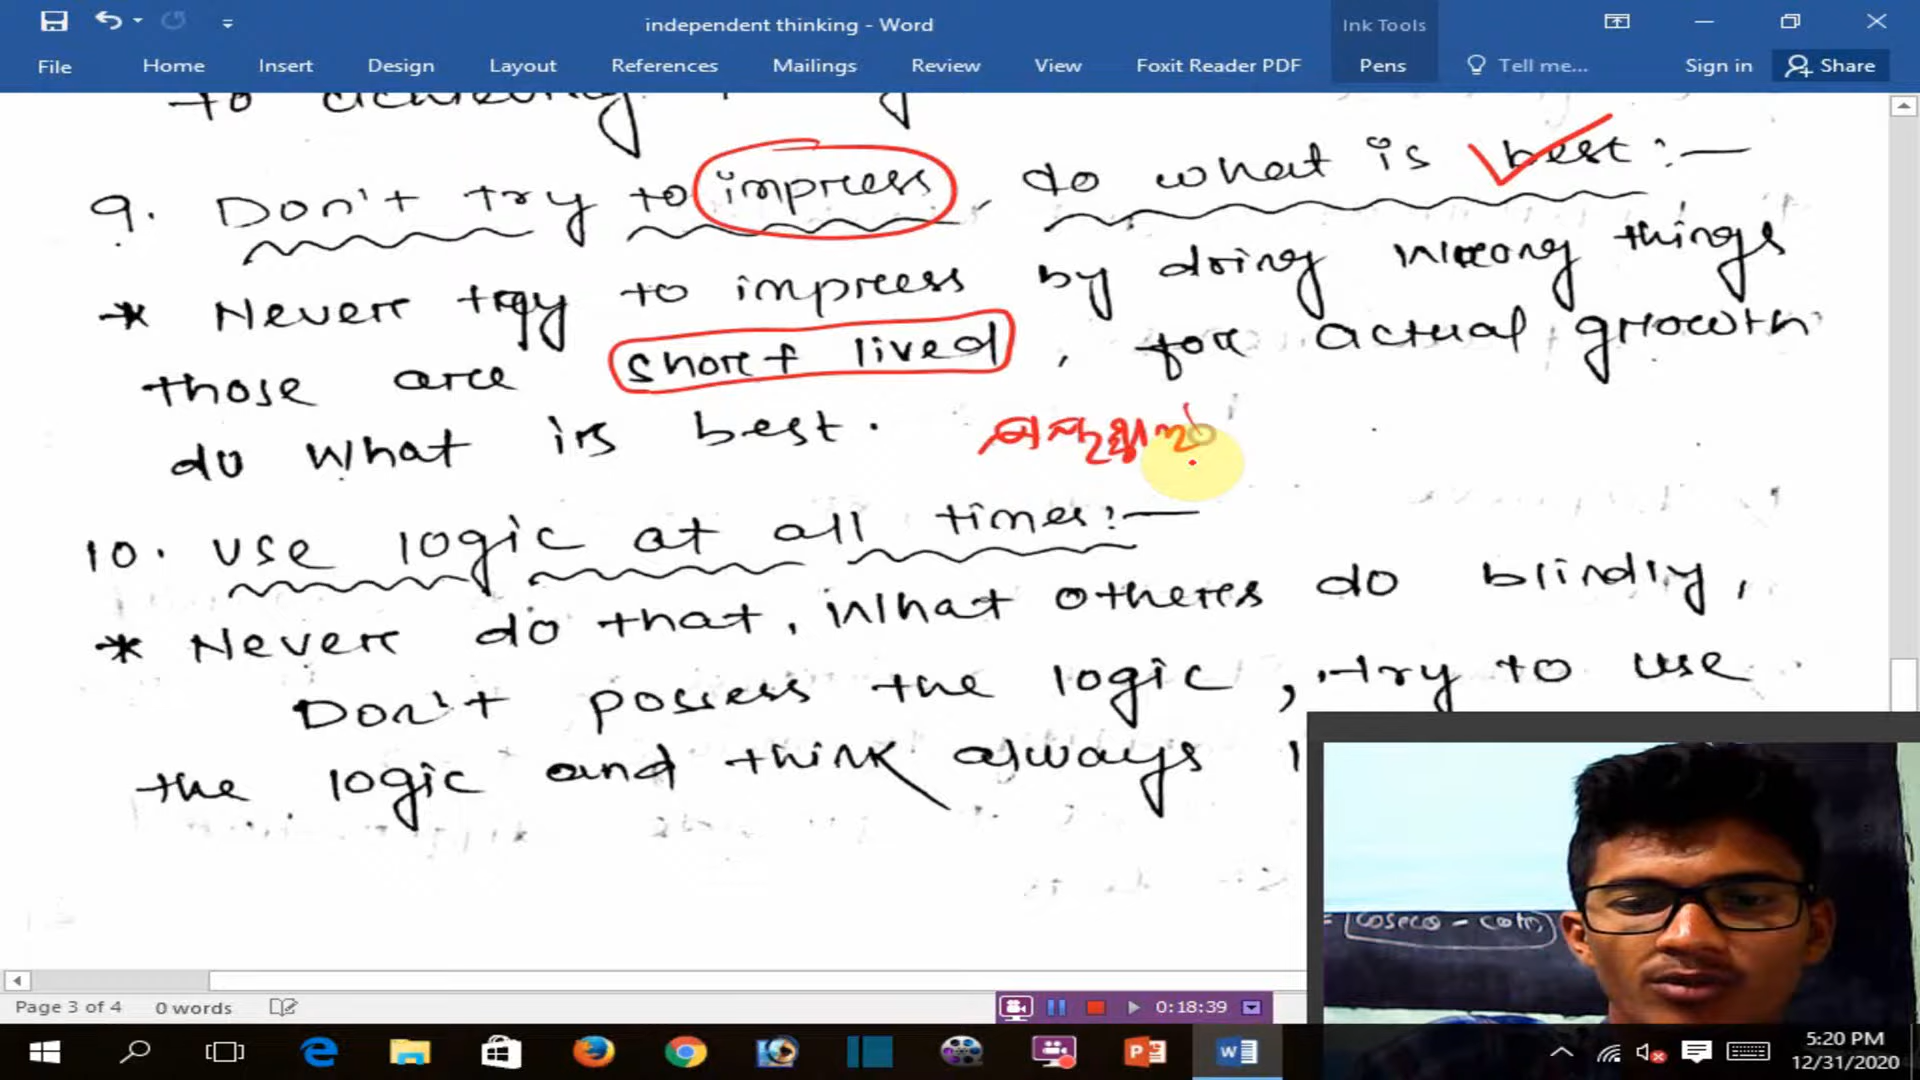 independent thinking - Word
Ink Tools
File Home Insert Design Layout References Mailings Review View Foxit Reader PDF Pens Tell me... Sign in Share
to
9. Don't try to impress, do what is best:—
* Never try to impress by doing wrong things
those are short lived, for actual growth
do what is best.
10. Use logic at all times:—
* Never do that, what others do blindly,
Don't possess the logic, try to use
the logic and think always
Page 3 of 4 0 words
0:18:39
5:20 PM
12/31/2020